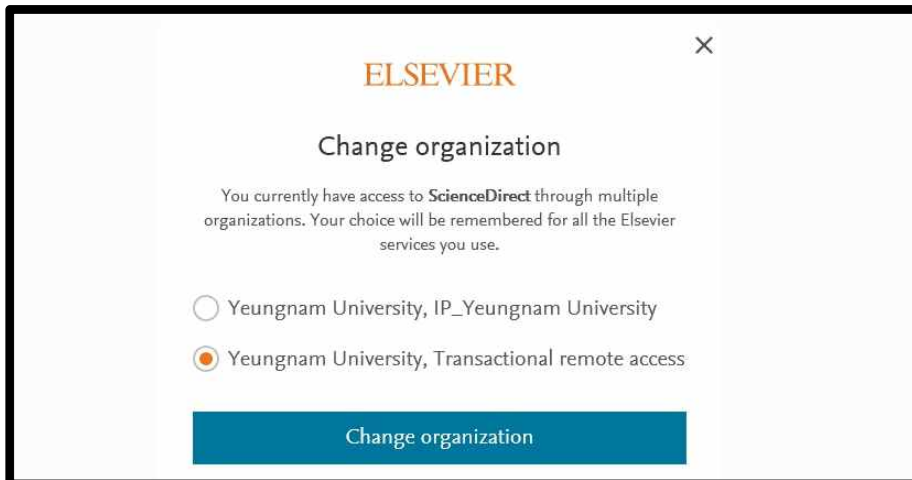 ELSEVIER
Change organization
You currently have access to ScienceDirect through multiple
organizations. Your choice will be remembered for all the Elsevier
services you use.
Yeungnam University, IP_Yeungnam University
Yeungnam University, Transactional remote access
Change organization